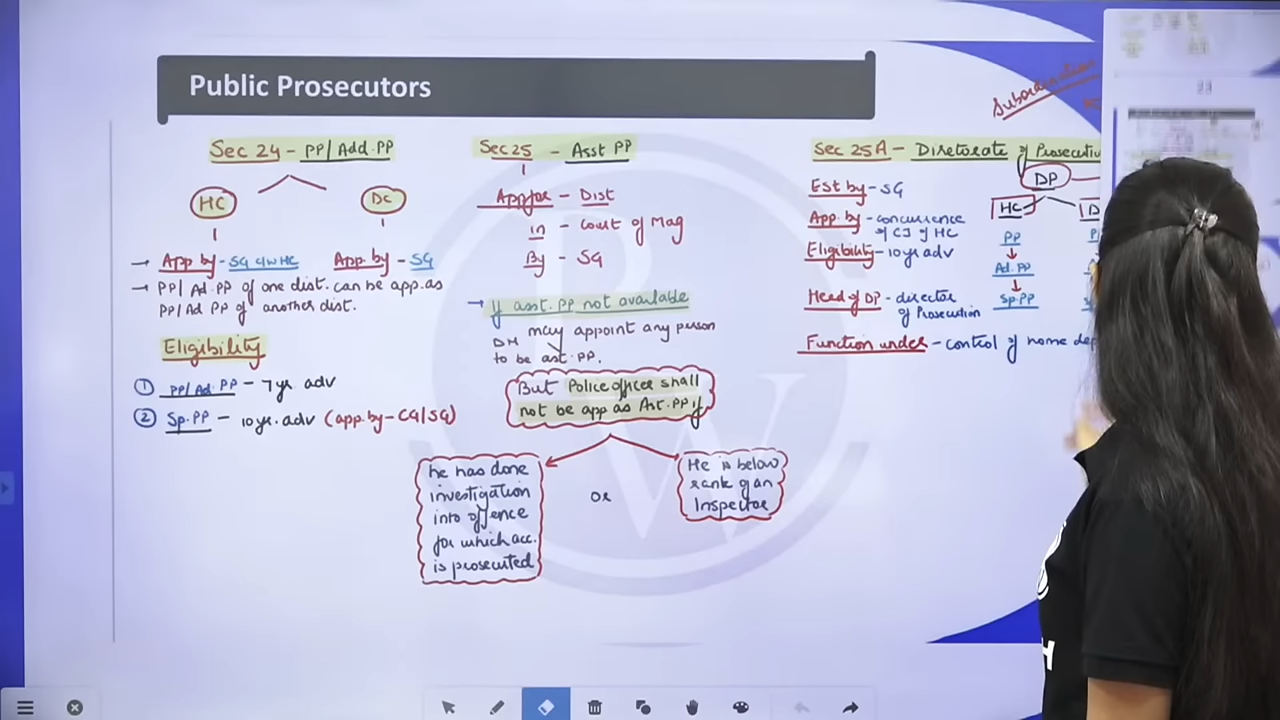 Public Prosecutors
Subordination
23
Sec 24 - PP/Add.PP
HC
DC
→ App by - SG c/w HC
App by - SG
→ PP/ Ad. PP of one dist. can be app. as
PP/Ad PP of another dist.
Eligibility
① PP/Ad. PP - 7yr adv
② Sp. PP - 10 yr. adv (app. by - CG/SG)
Sec 25 - Asst PP
App for - Dist
in - Court of Mag
By - SG
→ If asst. PP not available
DM may appoint any person
to be ast. PP.
But Police officer shall
not be app as Ast. PP if
he has done
investigation
into offence
for which acc.
is prosecuted
or
He is below
rank of an
Inspector
Sec 25A - Diretorate of Prosecuti
Est by - SG
App. by - concurrence
of CJ of HC
Eligibility - 10 yr adv
Head of DP - director
of Prosecution
Function under - control of home dep
DP
HC
D
PP
P
Ad. PP
Sp. PP
S
H